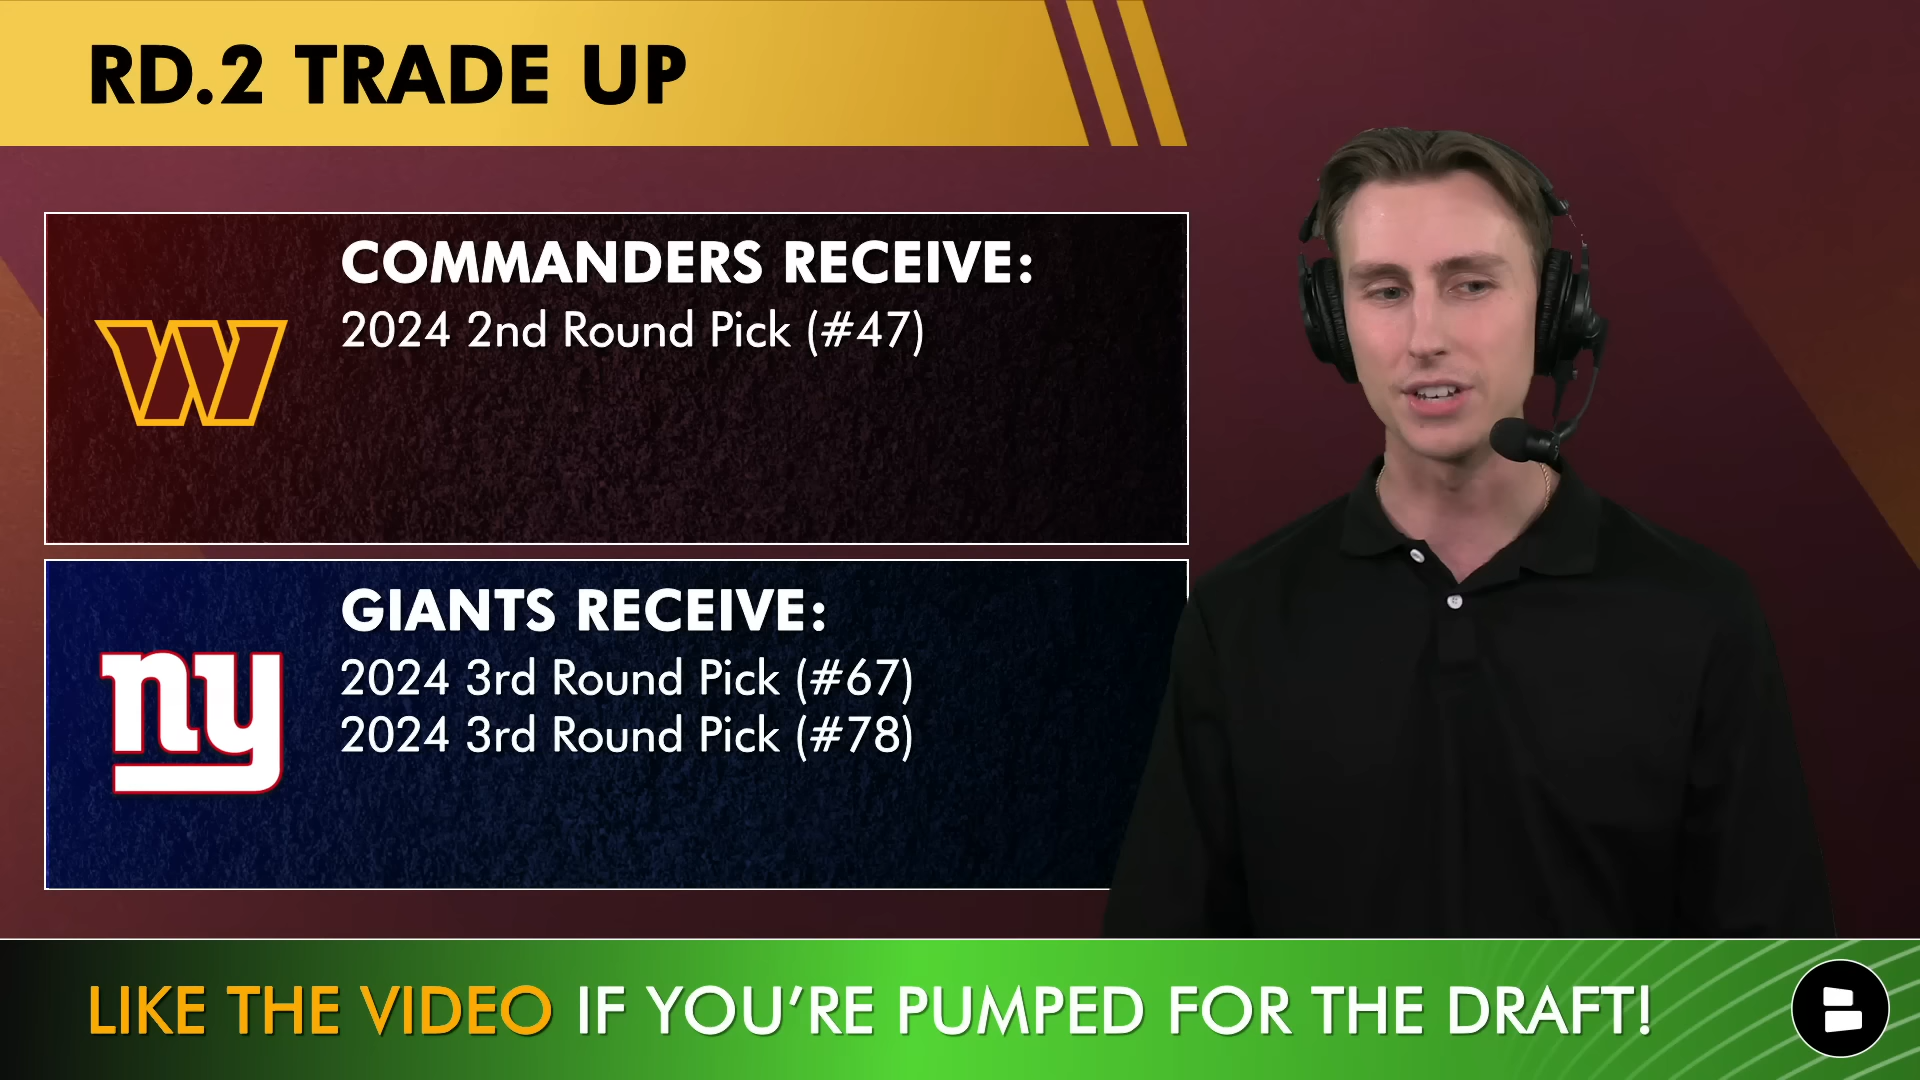 RD.2 TRADE UP
COMMANDERS RECEIVE:
2024 2nd Round Pick (#47)
W
GIANTS RECEIVE:
2024 3rd Round Pick (#67)
2024 3rd Round Pick (#78)
ny
LIKE THE VIDEO IF YOU’RE PUMPED FOR THE DRAFT!